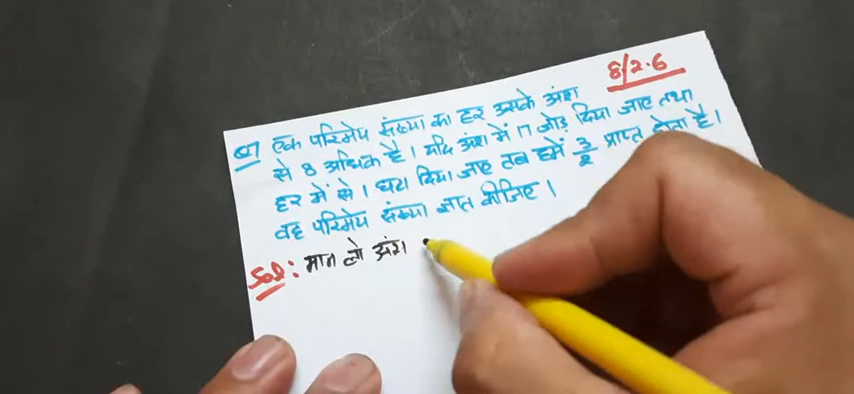 8/2.6
Q7 एक परिमेय संख्या का हर उसके अंश
से 8 अधिक है। यदि अंश में 17 जोड़ दिया जाए तथा
हर में से 1 घटा दिया जाए तब हमें 3/2 प्राप्त होता है।
वह परिमेय संख्या ज्ञात कीजिए।
Sol: मान लो अंश